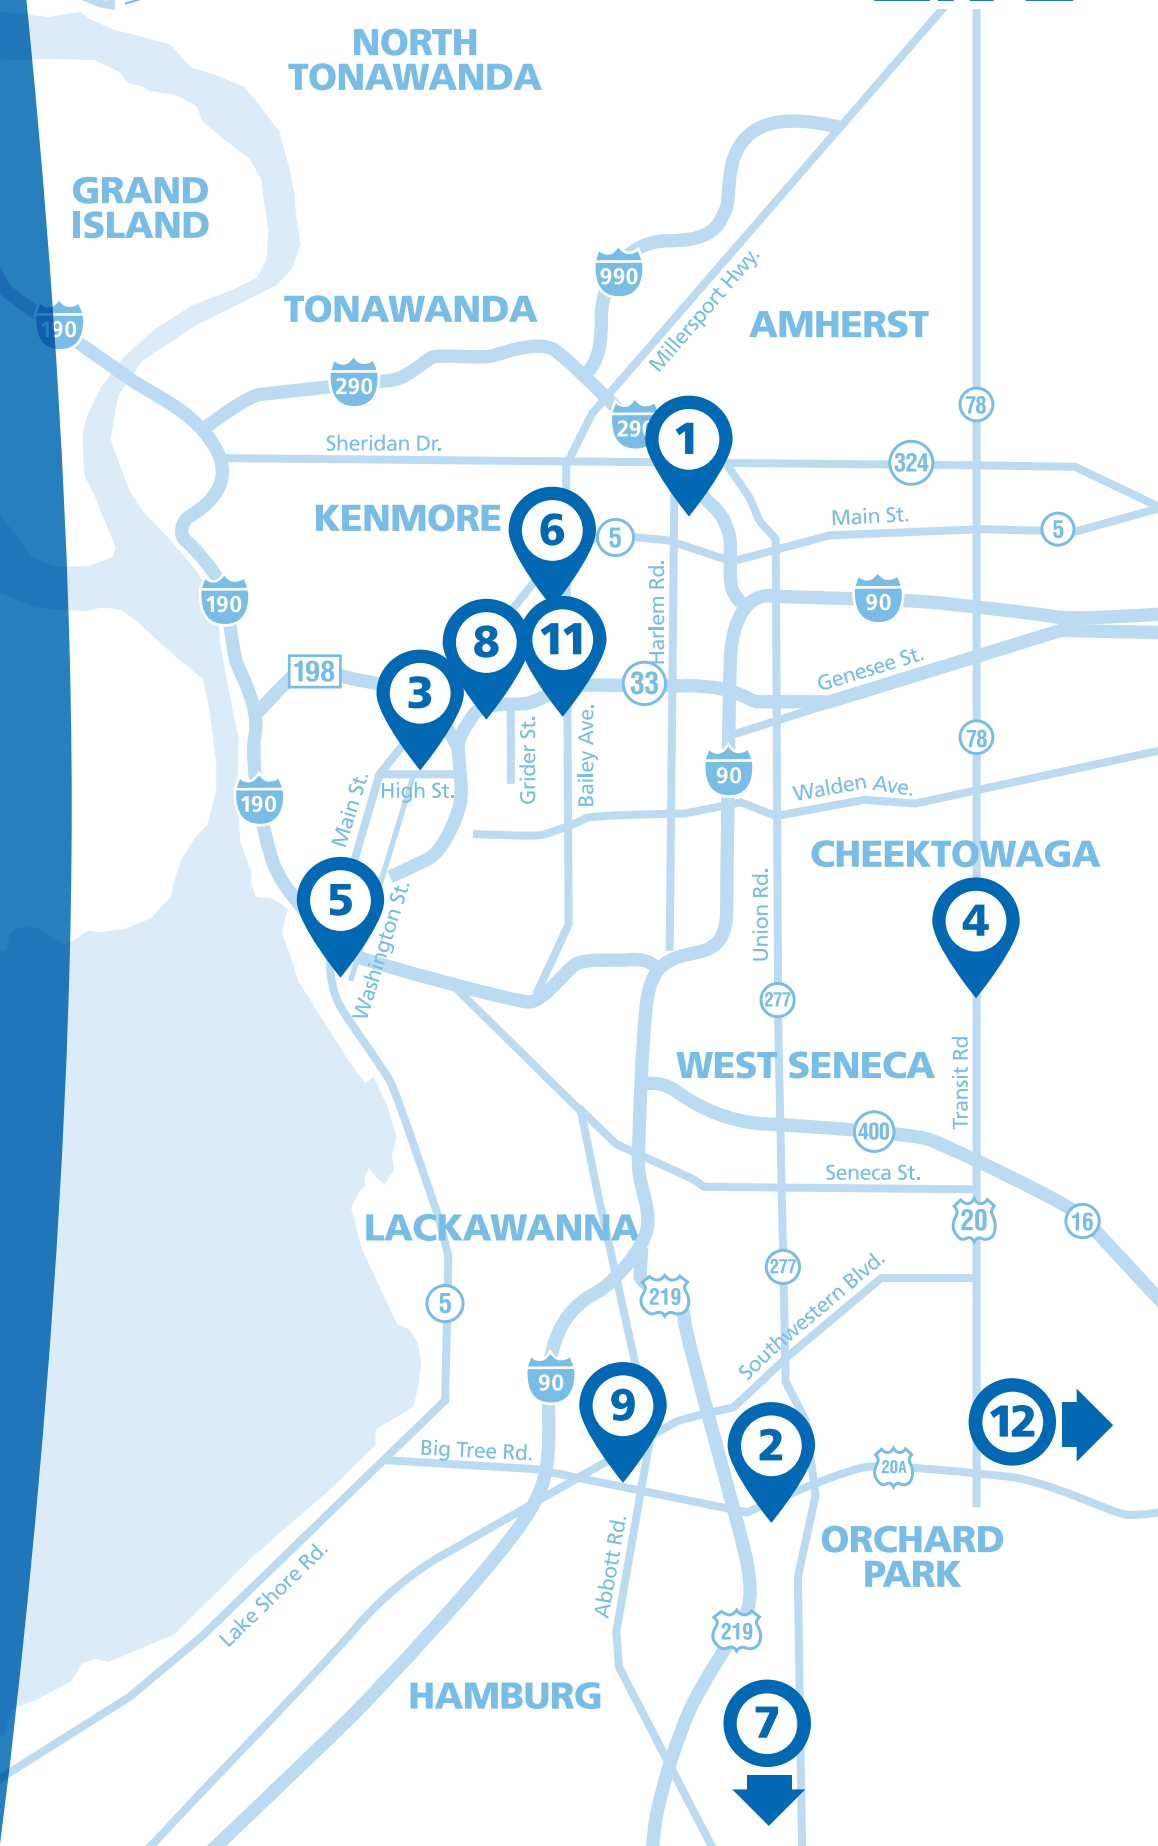 NORTH
TONAWANDA
GRAND
ISLAND
990
Millersport Hwy.
TONAWANDA
AMHERST
190
290
78
290
1
Sheridan Dr.
324
KENMORE
6
5
Main St.
5
Harlem Rd.
190
90
8
11
198
3
33
Genesee St.
Grider St.
Bailey Ave.
78
90
190
Main St.
High St.
Walden Ave.
CHEEKTOWAGA
5
Washington St.
Union Rd.
4
277
WEST SENECA
Transit Rd
400
Seneca St.
LACKAWANNA
20
16
277
5
219
Southwestern Blvd.
90
9
12
2
Big Tree Rd.
20A
ORCHARD
PARK
Abbott Rd.
Lake Shore Rd.
219
HAMBURG
7